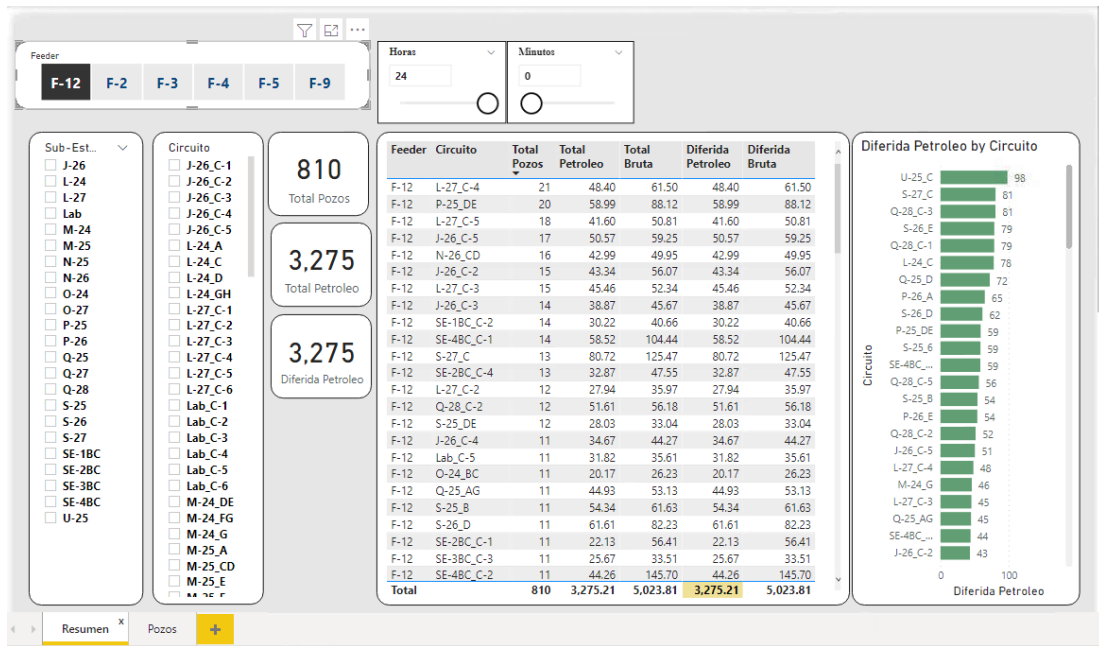 Feeder
F-12 F-2 F-3 F-4 F-5 F-9
Horas
24
Minutos
0
Sub-Est...
J-26
L-24
L-27
Lab
M-24
M-25
N-25
N-26
O-24
O-27
P-25
P-26
Q-25
Q-27
Q-28
S-25
S-26
S-27
SE-1BC
SE-2BC
SE-3BC
SE-4BC
U-25
Circuito
J-26_C-1
J-26_C-2
J-26_C-3
J-26_C-4
J-26_C-5
L-24_A
L-24_C
L-24_D
L-24_GH
L-27_C-1
L-27_C-2
L-27_C-3
L-27_C-4
L-27_C-5
L-27_C-6
Lab_C-1
Lab_C-2
Lab_C-3
Lab_C-4
Lab_C-5
Lab_C-6
M-24_DE
M-24_FG
M-24_G
M-25_A
M-25_CD
M-25_E
810
Total Pozos
3,275
Total Petroleo
3,275
Diferida Petroleo
Feeder Circuito Total Pozos Total Petroleo Total Bruta Diferida Petroleo Diferida Bruta
F-12 L-27_C-4 21 48.40 61.50 48.40 61.50
F-12 P-25_DE 20 58.99 88.12 58.99 88.12
F-12 L-27_C-5 18 41.60 50.81 41.60 50.81
F-12 J-26_C-5 17 50.57 59.25 50.57 59.25
F-12 N-26_CD 16 42.99 49.95 42.99 49.95
F-12 J-26_C-2 15 43.34 56.07 43.34 56.07
F-12 L-27_C-3 15 45.46 52.34 45.46 52.34
F-12 J-26_C-3 14 38.87 45.67 38.87 45.67
F-12 SE-1BC_C-2 14 30.22 40.66 30.22 40.66
F-12 SE-4BC_C-1 14 58.52 104.44 58.52 104.44
F-12 S-27_C 13 80.72 125.47 80.72 125.47
F-12 SE-2BC_C-4 13 32.87 47.55 32.87 47.55
F-12 L-27_C-2 12 27.94 35.97 27.94 35.97
F-12 Q-28_C-2 12 51.61 56.18 51.61 56.18
F-12 S-25_DE 12 28.03 33.04 28.03 33.04
F-12 J-26_C-4 11 34.67 44.27 34.67 44.27
F-12 Lab_C-5 11 31.82 35.61 31.82 35.61
F-12 O-24_BC 11 20.17 26.23 20.17 26.23
F-12 Q-25_AG 11 44.93 53.13 44.93 53.13
F-12 S-25_B 11 54.34 61.63 54.34 61.63
F-12 S-26_D 11 61.61 82.23 61.61 82.23
F-12 SE-2BC_C-1 11 22.13 56.41 22.13 56.41
F-12 SE-3BC_C-3 11 25.67 33.51 25.67 33.51
F-12 SE-4BC_C-2 11 44.26 145.70 44.26 145.70
Total 810 3,275.21 5,023.81 3,275.21 5,023.81
Diferida Petroleo by Circuito
Circuito
U-25_C 98
S-27_C 81
Q-28_C-3 81
S-26_E 79
Q-28_C-1 79
L-24_C 78
Q-25_D 72
P-26_A 65
S-26_D 62
P-25_DE 59
S-25_6 59
SE-4BC_... 59
Q-28_C-5 56
S-25_B 54
P-26_E 54
Q-28_C-2 52
J-26_C-5 51
L-27_C-4 48
M-24_G 46
L-27_C-3 45
Q-25_AG 45
SE-4BC_... 44
J-26_C-2 43
0 100
Diferida Petroleo
Resumen x Pozos +